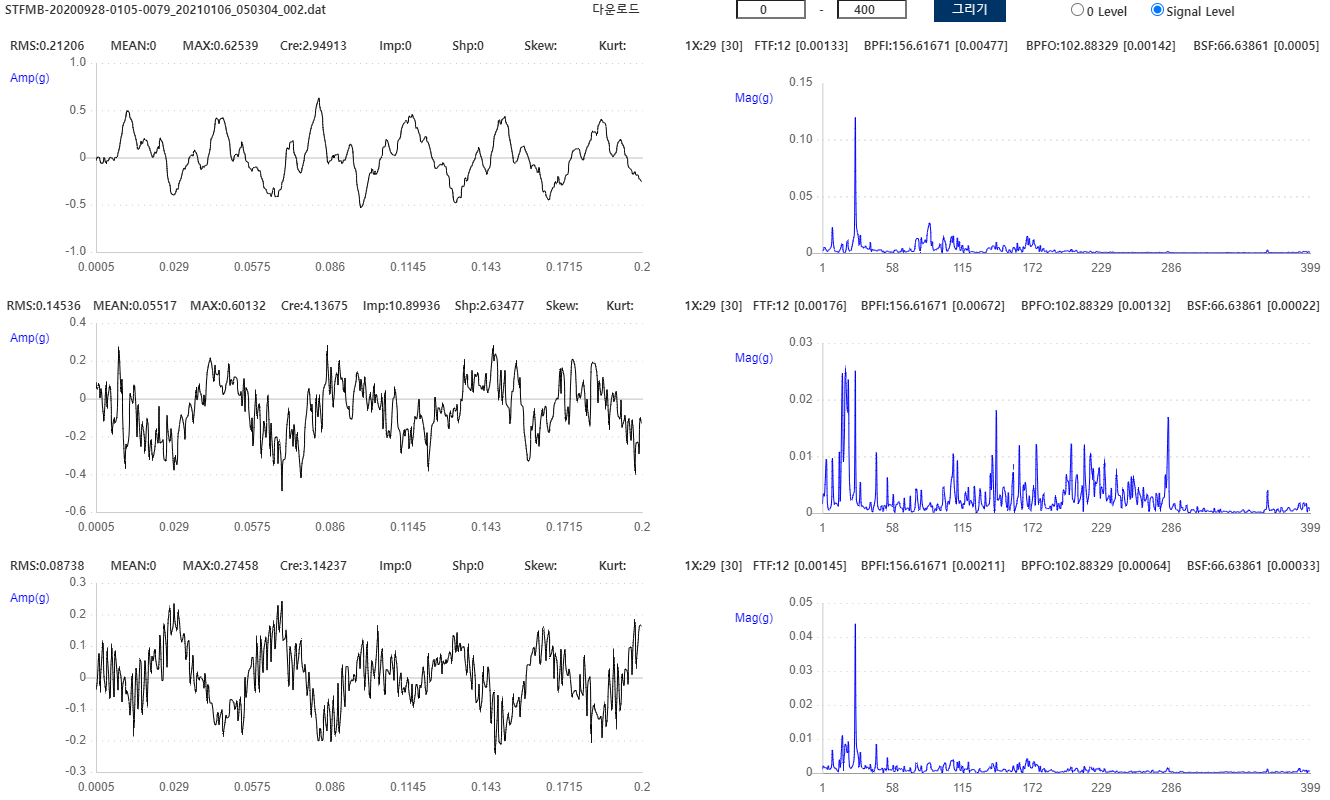 STFMB-20200928-0105-0079_20210106_050304_002.dat 다운로드 0 - 400 그리기 0 Level Signal Level
RMS:0.21206 MEAN:0 MAX:0.62539 Cre:2.94913 Imp:0 Shp:0 Skew: Kurt:
Amp(g)
1.0
0.5
0
-0.5
-1.0
0.0005 0.029 0.0575 0.086 0.1145 0.143 0.1715 0.2
1X:29 [30] FTF:12 [0.00133] BPFI:156.61671 [0.00477] BPFO:102.88329 [0.00142] BSF:66.63861 [0.0005]
Mag(g)
0.15
0.10
0.05
0
1 58 115 172 229 286 399
RMS:0.14536 MEAN:0.05517 MAX:0.60132 Cre:4.13675 Imp:10.89936 Shp:2.63477 Skew: Kurt:
Amp(g)
0.4
0.2
0
-0.2
-0.4
-0.6
0.0005 0.029 0.0575 0.086 0.1145 0.143 0.1715 0.2
1X:29 [30] FTF:12 [0.00176] BPFI:156.61671 [0.00672] BPFO:102.88329 [0.00132] BSF:66.63861 [0.00022]
Mag(g)
0.03
0.02
0.01
0
1 58 115 172 229 286 399
RMS:0.08738 MEAN:0 MAX:0.27458 Cre:3.14237 Imp:0 Shp:0 Skew: Kurt:
Amp(g)
0.3
0.2
0.1
0
-0.1
-0.2
-0.3
0.0005 0.029 0.0575 0.086 0.1145 0.143 0.1715 0.2
1X:29 [30] FTF:12 [0.00145] BPFI:156.61671 [0.00211] BPFO:102.88329 [0.00064] BSF:66.63861 [0.00033]
Mag(g)
0.05
0.04
0.03
0.02
0.01
0
1 58 115 172 229 286 399